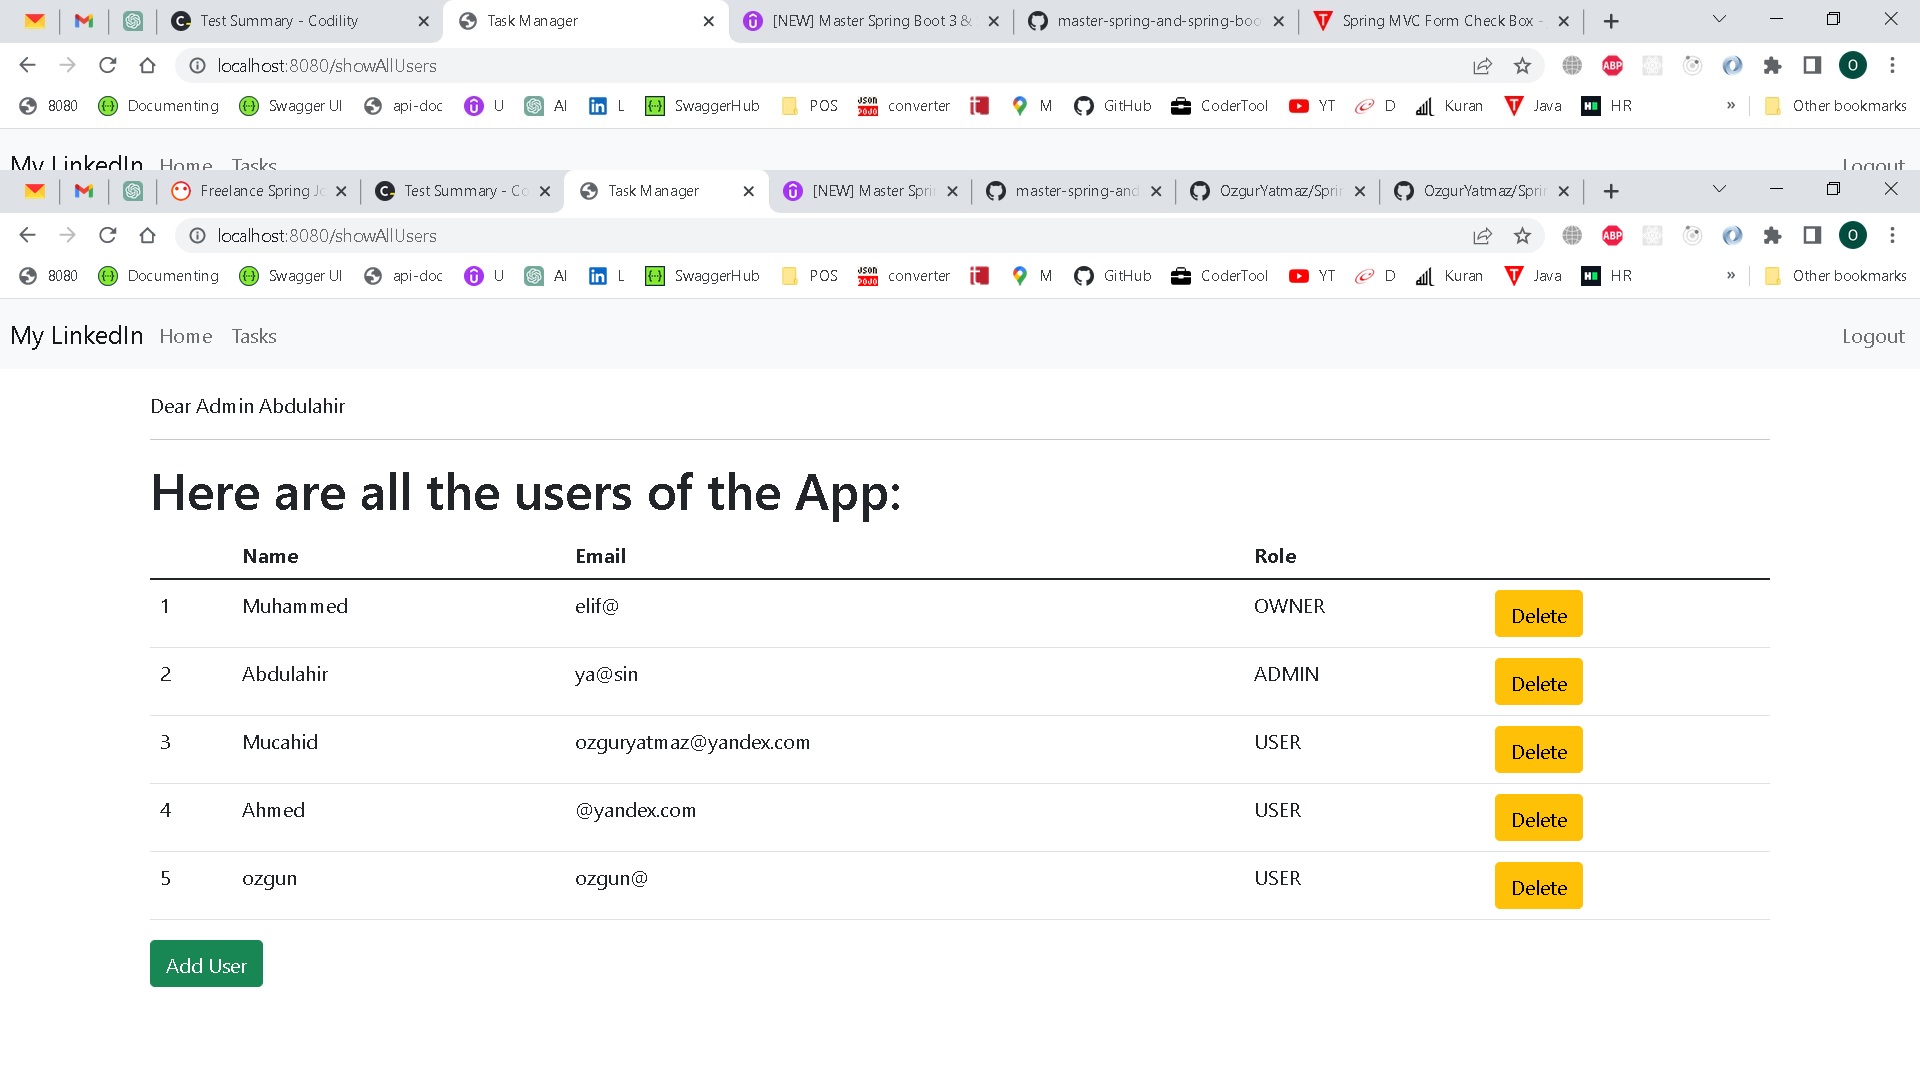 Test Summary - Codility
Task Manager
[NEW] Master Spring Boot 3 &
master-spring-and-spring-boo
Spring MVC Form Check Box -
localhost:8080/showAllUsers
ABP
O
8080 Documenting Swagger UI api-doc U AI L SwaggerHub POS converter M GitHub CoderTool YT D Kuran Java HR » Other bookmarks
My LinkedIn Home Tasks Logout
Freelance Spring Jo
Test Summary - Co
Task Manager
[NEW] Master Sprin
master-spring-and
OzgurYatmaz/Sprin
OzgurYatmaz/Sprin
localhost:8080/showAllUsers
ABP
O
8080 Documenting Swagger UI api-doc U AI L SwaggerHub POS converter M GitHub CoderTool YT D Kuran Java HR » Other bookmarks
My LinkedIn Home Tasks Logout
Dear Admin Abdulahir
Here are all the users of the App:
Name Email Role
1 Muhammed elif@ OWNER Delete
2 Abdulahir ya@sin ADMIN Delete
3 Mucahid ozguryatmaz@yandex.com USER Delete
4 Ahmed @yandex.com USER Delete
5 ozgun ozgun@ USER Delete
Add User